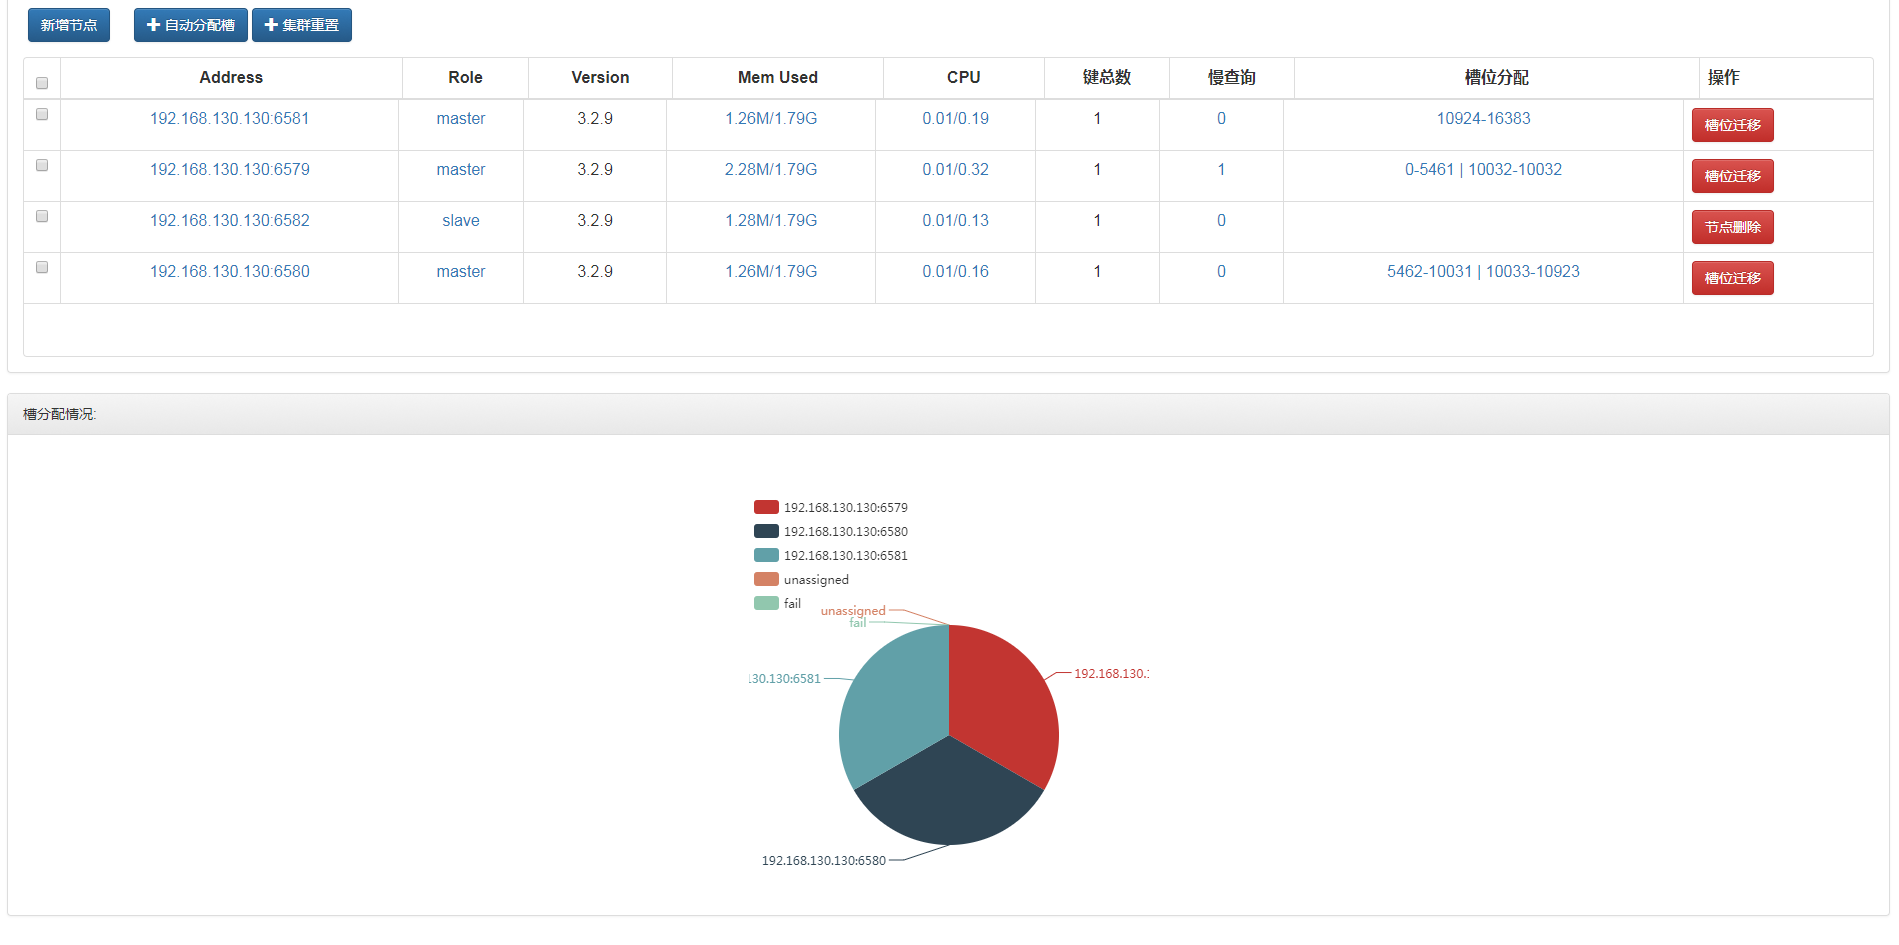 新增节点 自动分配槽 集群重置
Address Role Version Mem Used CPU 键总数 慢查询 槽位分配 操作
192.168.130.130:6581 master 3.2.9 1.26M/1.79G 0.01/0.19 1 0 10924-16383 槽位迁移
192.168.130.130:6579 master 3.2.9 2.28M/1.79G 0.01/0.32 1 1 0-5461 | 10032-10032 槽位迁移
192.168.130.130:6582 slave 3.2.9 1.28M/1.79G 0.01/0.13 1 0 节点删除
192.168.130.130:6580 master 3.2.9 1.26M/1.79G 0.01/0.16 1 0 5462-10031 | 10033-10923 槽位迁移
槽分配情况:
192.168.130.130:6579
192.168.130.130:6580
192.168.130.130:6581
unassigned
fail
unassigned
fail
192.168.130.
130.130:6581
192.168.130.130:6580